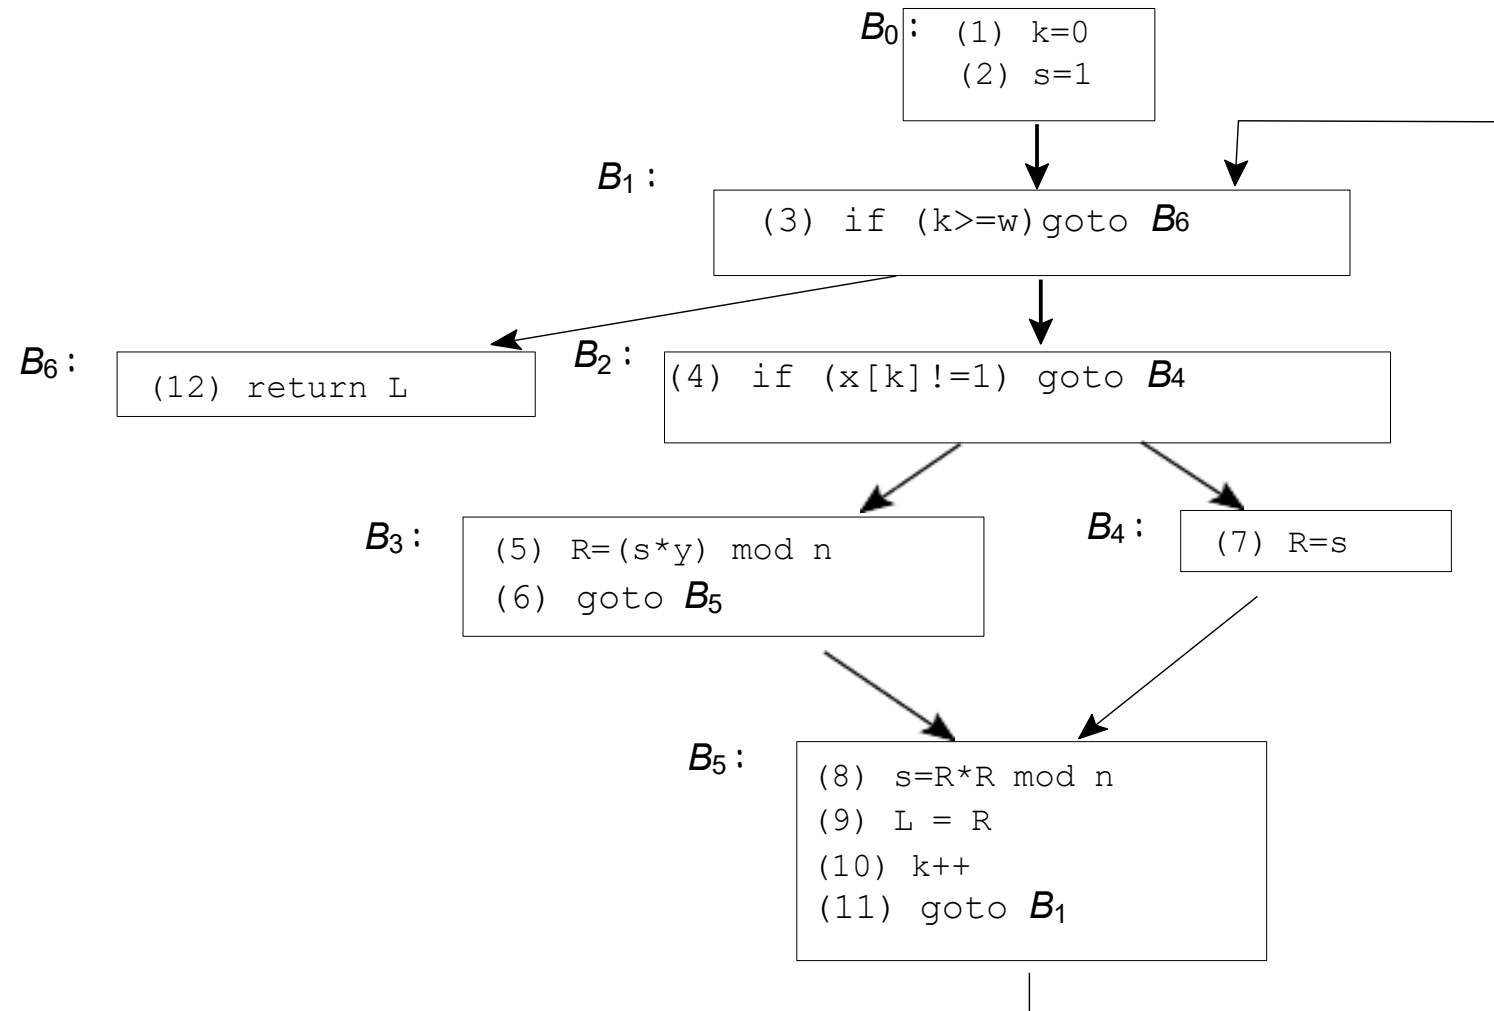 B0: (1) k=0
(2) s=1
B1:
(3) if (k>=w)goto B6
B6:
(12) return L
B2:
(4) if (x[k]!=1) goto B4
B3:
(5) R=(s*y) mod n
(6) goto B5
B4:
(7) R=s
B5:
(8) s=R*R mod n
(9) L = R
(10) k++
(11) goto B1